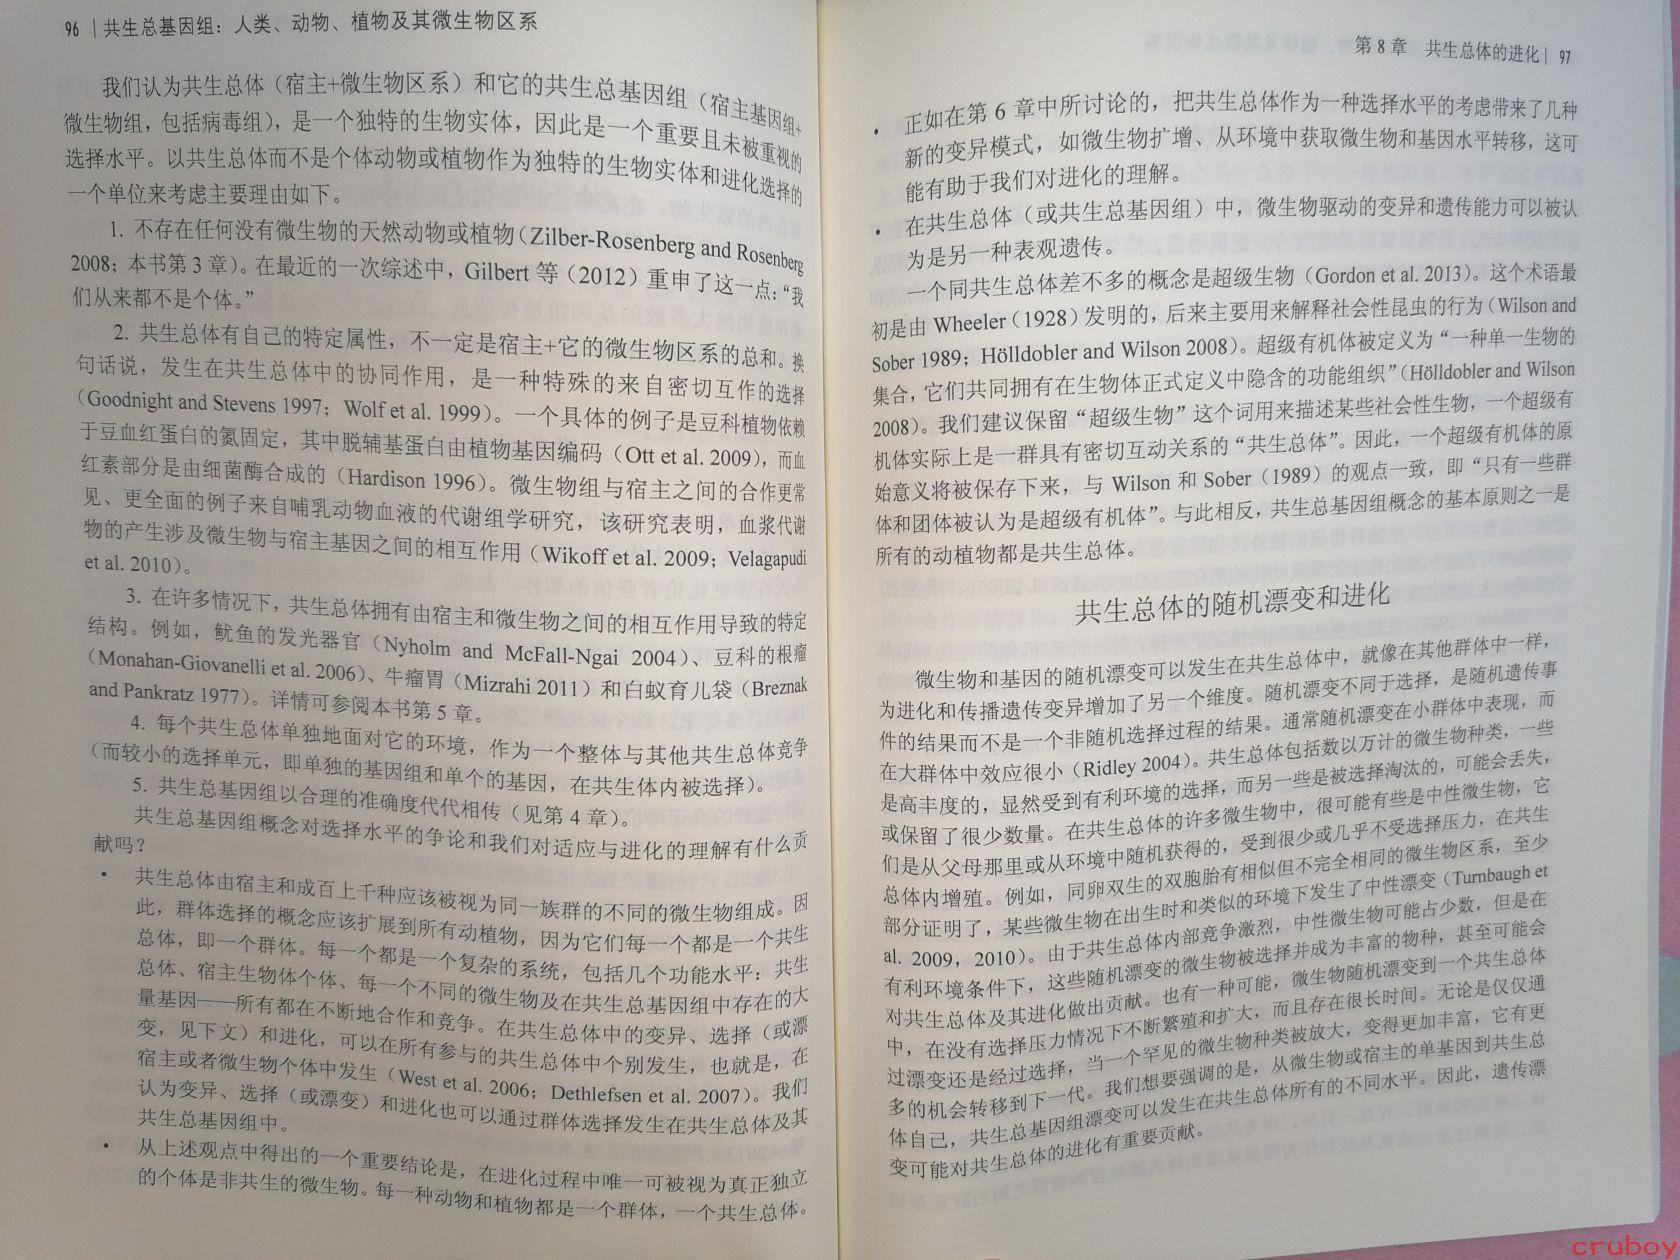 96 | 共生总基因组：人类、动物、植物及其微生物区系
我们认为共生总体（宿主+微生物区系）和它的共生总基因组（宿主基因组+
微生物组，包括病毒组），是一个独特的生物实体，因此是一个重要且未被重视的
选择水平。以共生总体而不是个体动物或植物作为独特的生物实体和进化选择的
一个单位来考虑主要理由如下。
1. 不存在任何没有微生物的天然动物或植物（Zilber-Rosenberg and Rosenberg
2008；本书第 3 章）。在最近的一次综述中，Gilbert 等（2012）重申了这一点：“我
们从来都不是个体。”
2. 共生总体有自己的特定属性，不一定是宿主+它的微生物区系的总和。换
句话说，发生在共生总体中的协同作用，是一种特殊的来自密切互作的选择
（Goodnight and Stevens 1997；Wolf et al. 1999）。一个具体的例子是豆科植物依赖
于豆血红蛋白的氮固定，其中脱辅基蛋白由植物基因编码（Ott et al. 2009），而血
红素部分是由细菌酶合成的（Hardison 1996）。微生物组与宿主之间的合作更常
见、更全面的例子来自哺乳动物血液的代谢组学研究，该研究表明，血浆代谢
物的产生涉及微生物与宿主基因之间的相互作用（Wikoff et al. 2009；Velagapudi
et al. 2010）。
3. 在许多情况下，共生总体拥有由宿主和微生物之间的相互作用导致的特定
结构。例如，鱿鱼的发光器官（Nyholm and McFall-Ngai 2004）、豆科的根瘤
（Monahan-Giovanelli et al. 2006）、牛瘤胃（Mizrahi 2011）和白蚁育儿袋（Breznak
and Pankratz 1977）。详情可参阅本书第 5 章。
4. 每个共生总体单独地面对它的环境，作为一个整体与其他共生总体竞争
（而较小的选择单元，即单独的基因组和单个的基因，在共生体内被选择）。
5. 共生总基因组以合理的准确度代代相传（见第 4 章）。
共生总基因组概念对选择水平的争论和我们对适应与进化的理解有什么贡
献吗？
• 共生总体由宿主和成百上千种应该被视为同一族群的不同的微生物组成。因
此，群体选择的概念应该扩展到所有动植物，因为它们每一个都是一个共生
总体，即一个群体。每一个都是一个复杂的系统，包括几个功能水平：共生
总体、宿主生物体个体、每一个不同的微生物及在共生总基因组中存在的大
量基因——所有都在不断地合作和竞争。在共生总体中的变异、选择（或漂
变，见下文）和进化，可以在所有参与的共生总体中个别发生，也就是，在
宿主或者微生物个体中发生（West et al. 2006；Dethlefsen et al. 2007）。我们
认为变异、选择（或漂变）和进化也可以通过群体选择发生在共生总体及其
共生总基因组中。
• 从上述观点中得出的一个重要结论是，在进化过程中唯一可被视为真正独立
的个体是非共生的微生物。每一种动物和植物都是一个群体，一个共生总体。
第 8 章 共生总体的进化 | 97
• 正如在第 6 章中所讨论的，把共生总体作为一种选择水平的考虑带来了几种
新的变异模式，如微生物扩增、从环境中获取微生物和基因水平转移，这可
能有助于我们对进化的理解。
• 在共生总体（或共生总基因组）中，微生物驱动的变异和遗传能力可以被认
为是另一种表观遗传。
一个同共生总体差不多的概念是超级生物（Gordon et al. 2013）。这个术语最
初是由 Wheeler（1928）发明的，后来主要用来解释社会性昆虫的行为（Wilson and
Sober 1989；Hölldobler and Wilson 2008）。超级有机体被定义为“一种单一生物的
集合，它们共同拥有在生物体正式定义中隐含的功能组织”（Hölldobler and Wilson
2008）。我们建议保留“超级生物”这个词用来描述某些社会性生物，一个超级有
机体实际上是一群具有密切互动关系的“共生总体”。因此，一个超级有机体的原
始意义将被保存下来，与 Wilson 和 Sober（1989）的观点一致，即“只有一些群
体和团体被认为是超级有机体”。与此相反，共生总基因组概念的基本原则之一是
所有的动植物都是共生总体。
共生总体的随机漂变和进化
微生物和基因的随机漂变可以发生在共生总体中，就像在其他群体中一样，
为进化和传播遗传变异增加了另一个维度。随机漂变不同于选择，是随机遗传事
件的结果而不是一个非随机选择过程的结果。通常随机漂变在小群体中表现，而
在大群体中效应很小（Ridley 2004）。共生总体包括数以万计的微生物种类，一些
是高丰度的，显然受到有利环境的选择，而另一些是被选择淘汰的，可能会丢失，
或保留了很少数量。在共生总体的许多微生物中，很可能有些是中性微生物，它
们是从父母那里或从环境中随机获得的，受到很少或几乎不受选择压力，在共生
总体内增殖。例如，同卵双生的双胞胎有相似但不完全相同的微生物区系，至少
部分证明了，某些微生物在出生时和类似的环境下发生了中性漂变（Turnbaugh et
al. 2009，2010）。由于共生总体内部竞争激烈，中性微生物可能占少数，但是在
有利环境条件下，这些随机漂变的微生物被选择并成为丰富的物种，甚至可能会
对共生总体及其进化做出贡献。也有一种可能，微生物随机漂变到一个共生总体
中，在没有选择压力情况下不断繁殖和扩大，而且存在很长时间。无论是仅仅通
过漂变还是经过选择，当一个罕见的微生物种类被放大，变得更加丰富，它有更
多的机会转移到下一代。我们想要强调的是，从微生物或宿主的单基因到共生总
体自己，共生总基因组漂变可以发生在共生总体所有的不同水平。因此，遗传漂
变可能对共生总体的进化有重要贡献。
cruboy